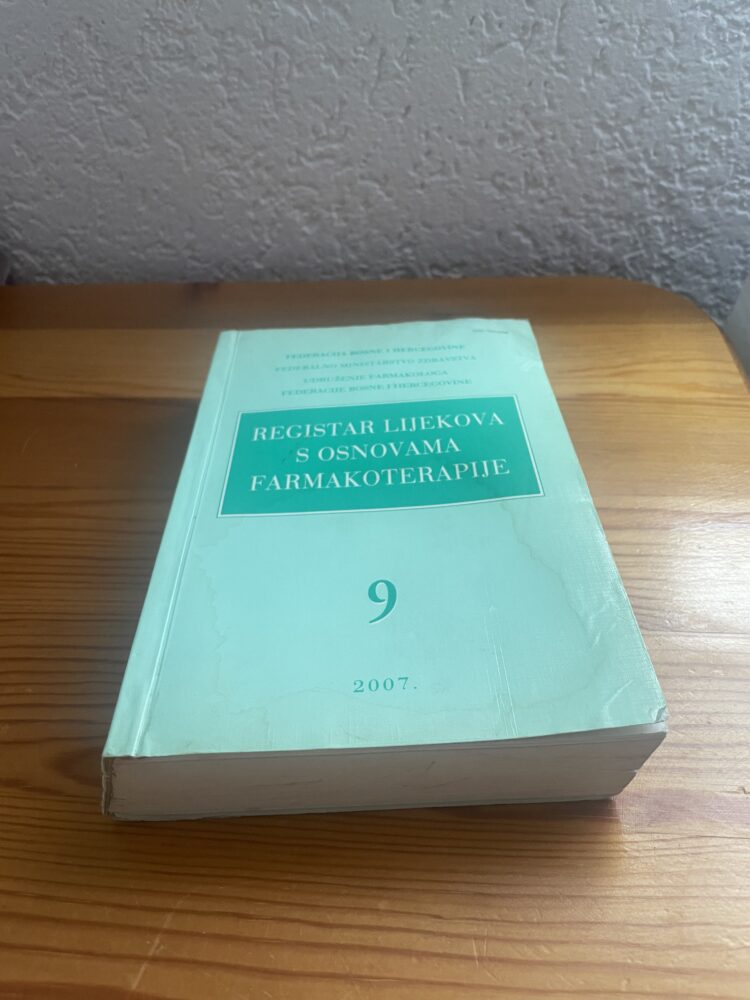 FEDERACIJA BOSNE I HERCEGOVINE
FEDERALNO MINISTARSTVO ZDRAVSTVA
UDRUŽENJE FARMAKOLOGA
FEDERACIJE BOSNE I HERCEGOVINE
REGISTAR LIJEKOVA
S OSNOVAMA
FARMAKOTERAPIJE
9
2007.